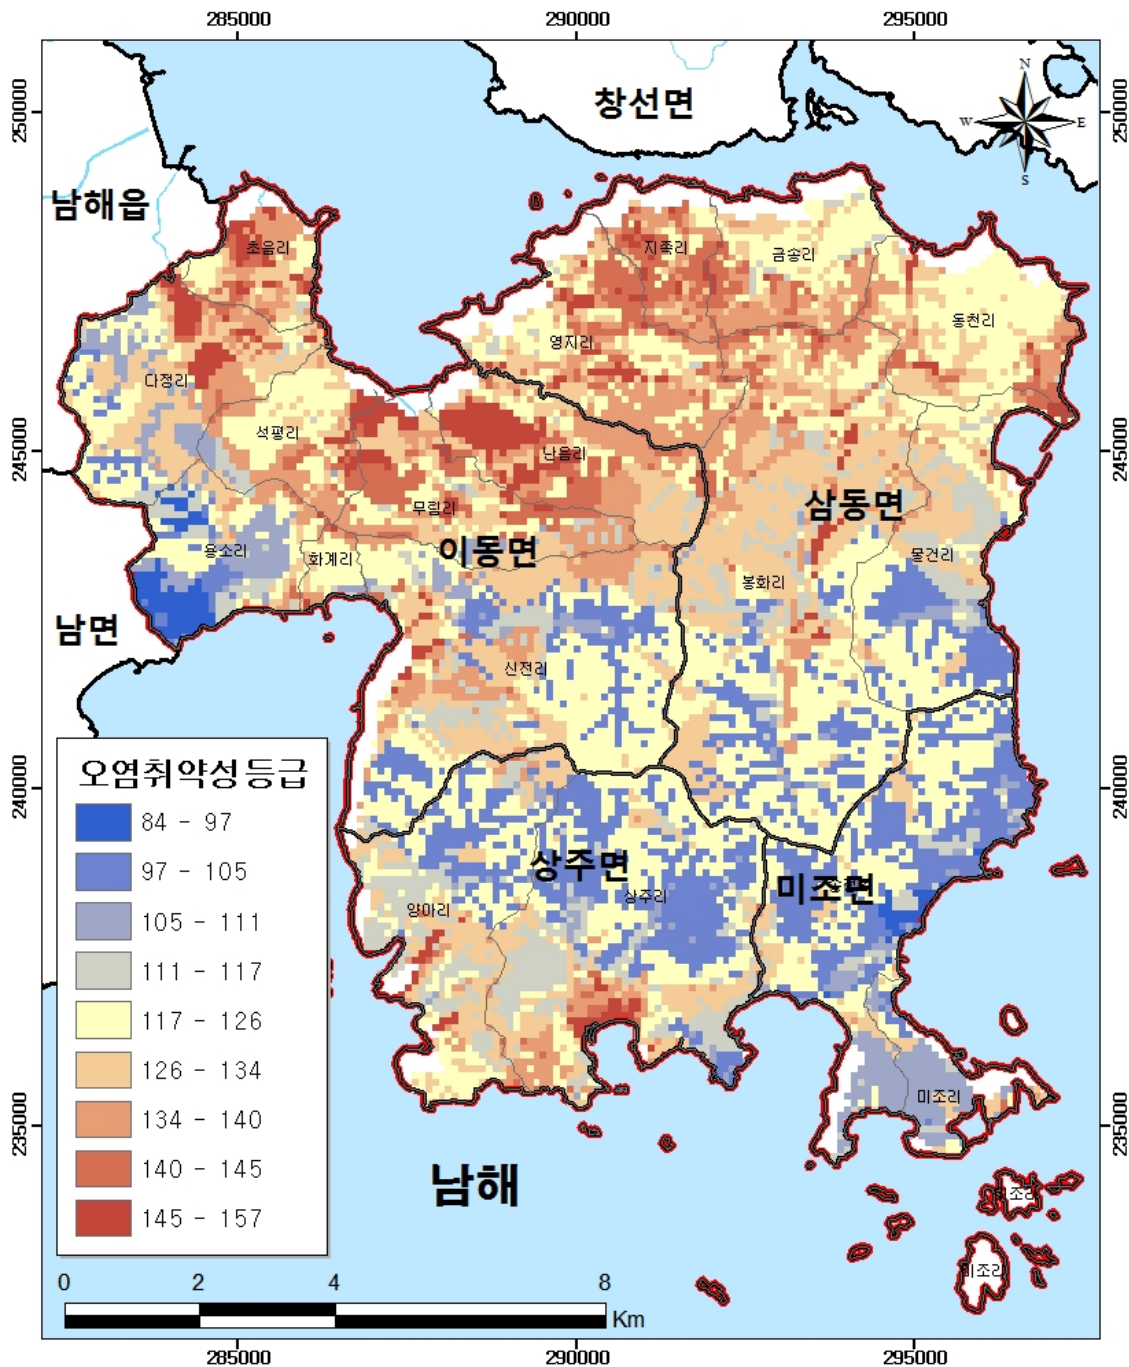 285000 290000 295000
250000
250000
창선면
N
W E
S
남해읍
초음리
지족리
금송리
동천리
영지리
다정리
석평리
245000
245000
난음리
삼동면
무림리
이동면
용소리
화계리
물건리
봉화리
남면
신전리
오염취약성등급
240000
240000
84 - 97
97 - 105
105 - 111
111 - 117
117 - 126
126 - 134
134 - 140
140 - 145
145 - 157
상주면
미조면
상주리
양아리
미조리
235000
235000
남해
미조리
미조리
0 2 4 8
Km
285000 290000 295000